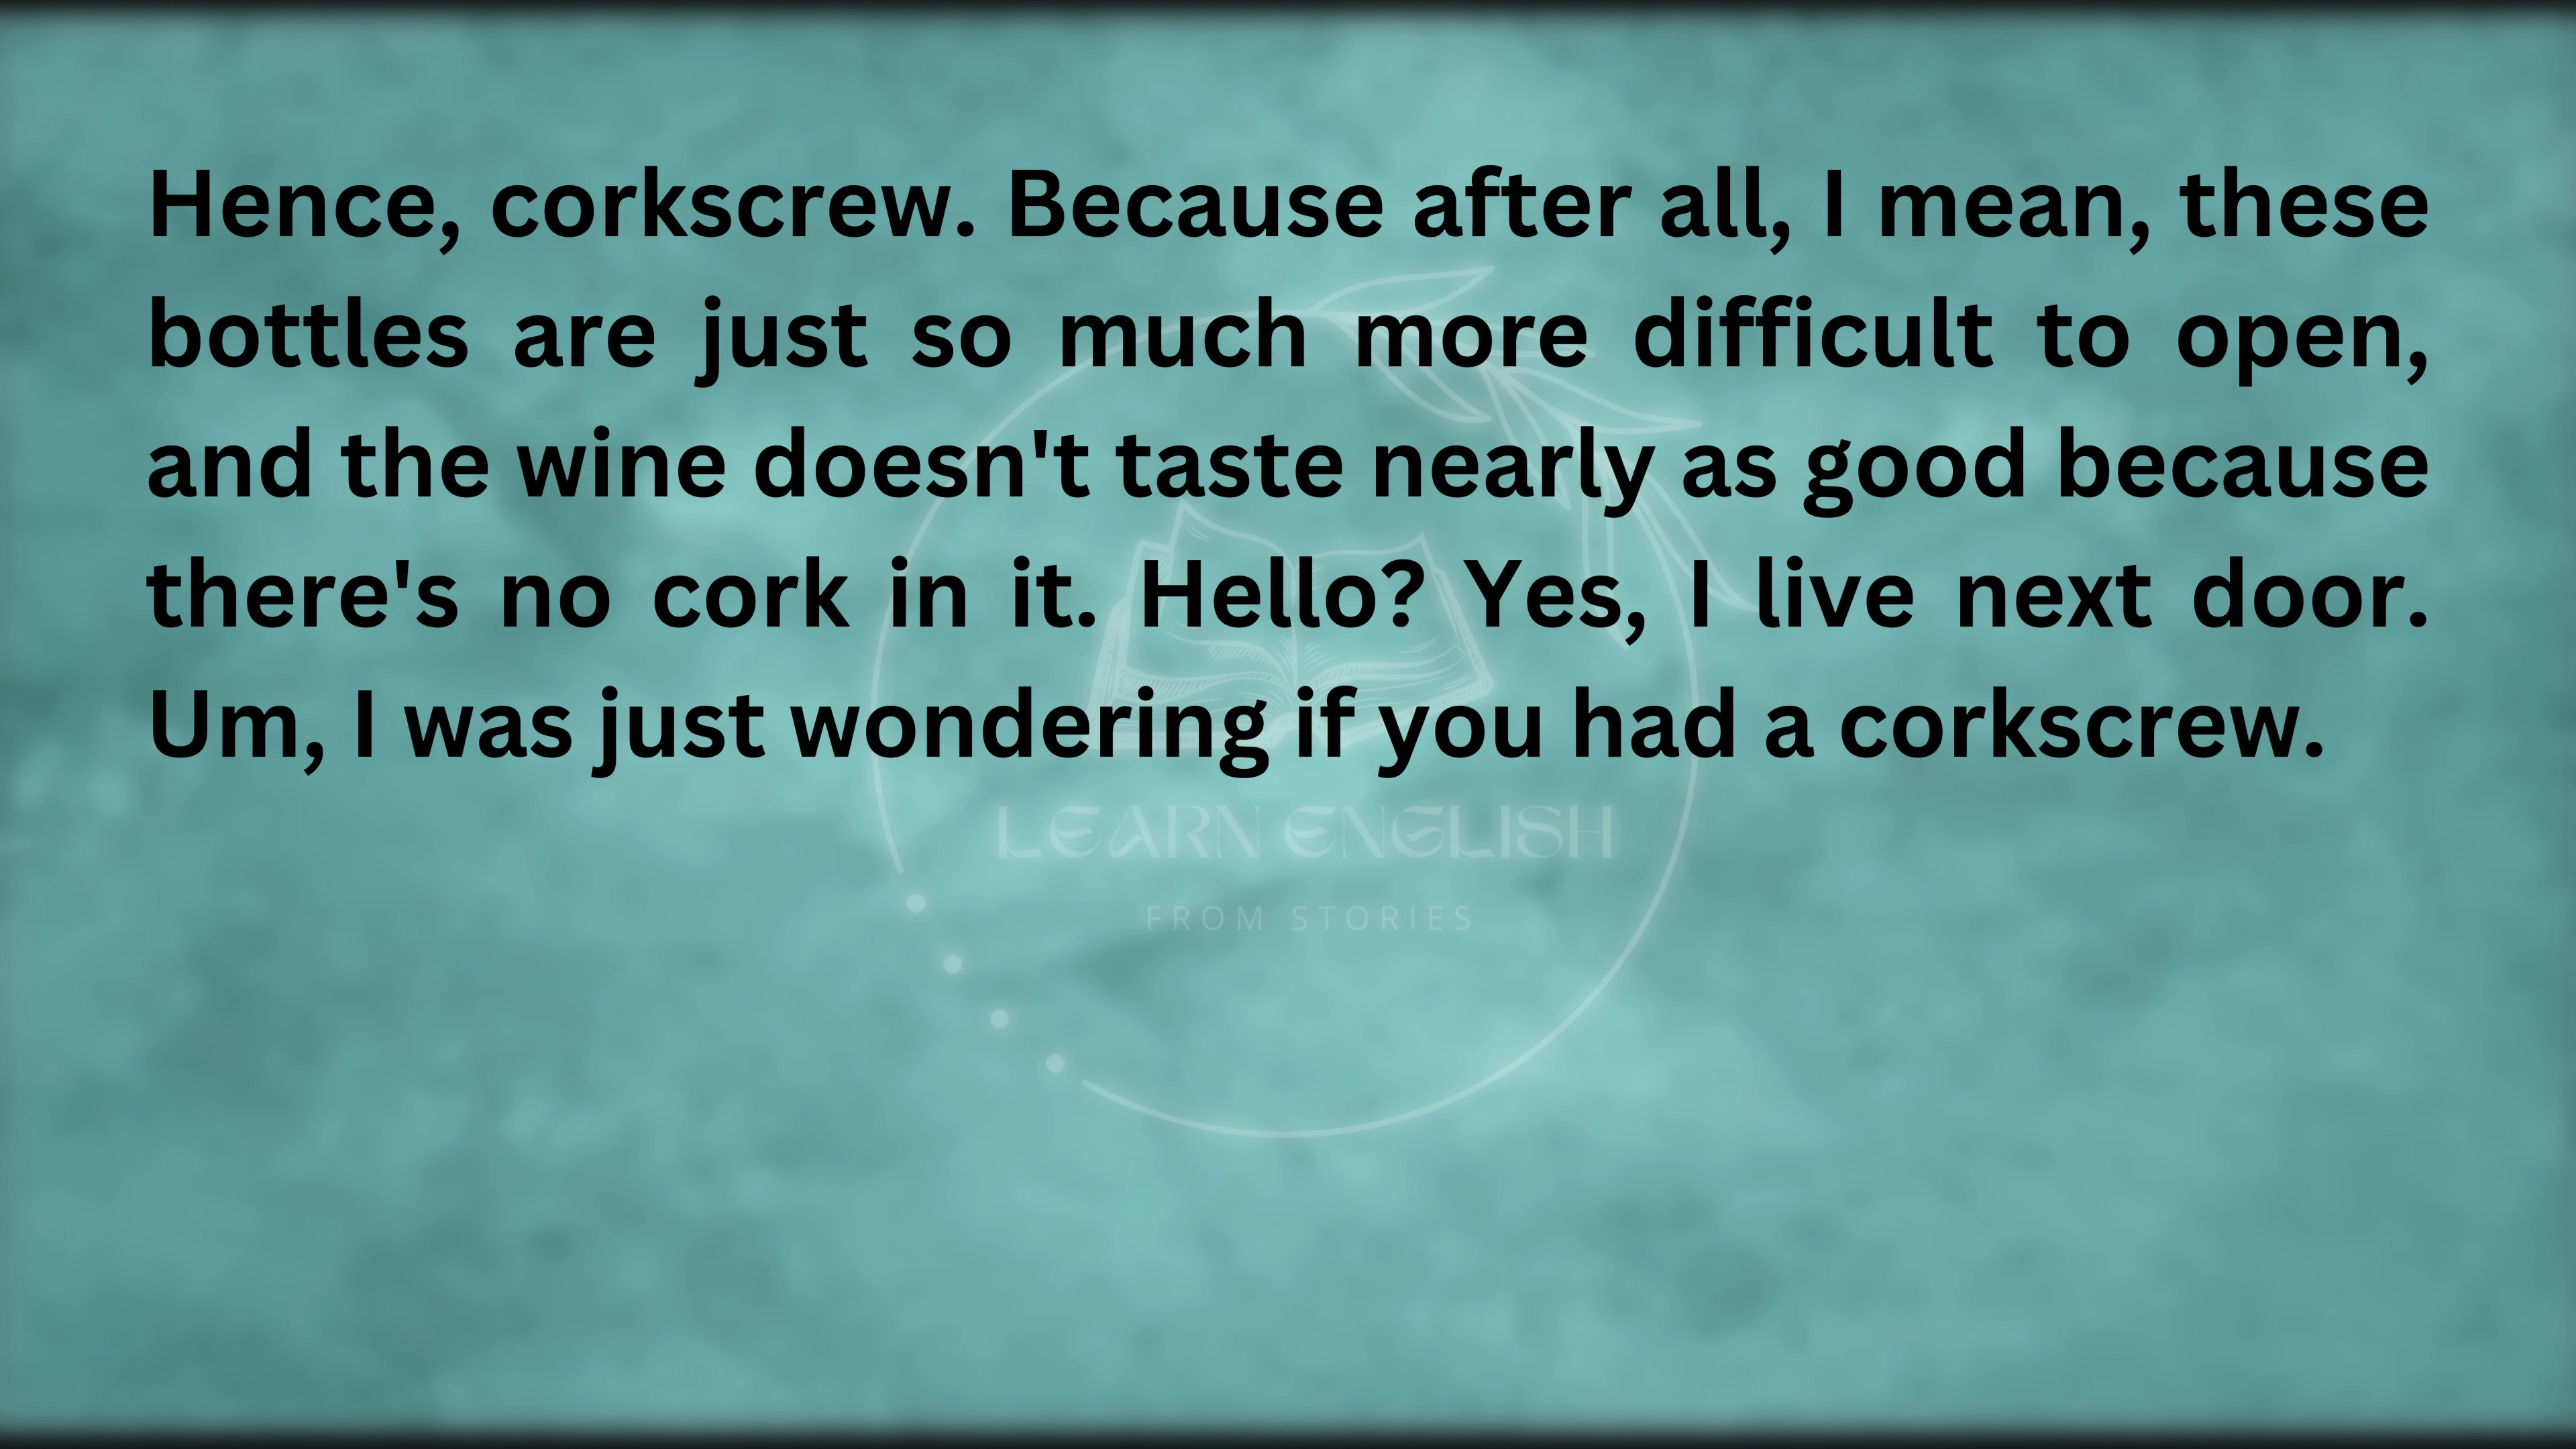 Hence, corkscrew. Because after all, I mean, these
bottles are just so much more difficult to open,
and the wine doesn't taste nearly as good because
there's no cork in it. Hello? Yes, I live next door.
Um, I was just wondering if you had a corkscrew.
LEARN ENGLISH
FROM STORIES